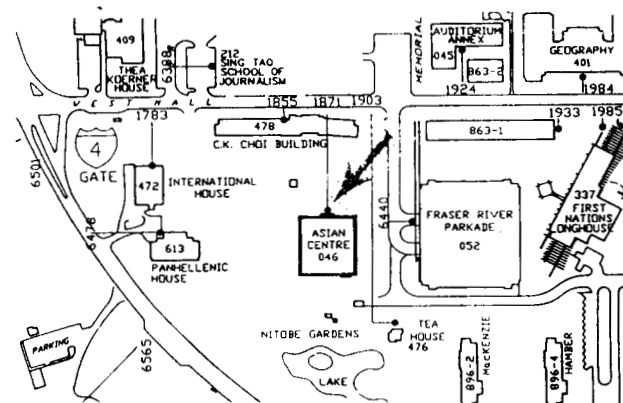 409
THEA
KOERNER
HOUSE
6388
212
SING TAO
SCHOOL OF
JOURNALISM
MEMORIAL
AUDITORIUM
ANNEX
045
863-2
1924
GEOGRAPHY
401
1984
WEST MALL
1783
1855
1871
1903
478
C.K. CHOI BUILDING
863-1
1933
1985
6501
4
GATE
472
INTERNATIONAL
HOUSE
6478
613
PANHELLENIC
HOUSE
ASIAN
CENTRE
046
6440
FRASER RIVER
PARKADE
052
337
FIRST
NATIONS
LONGHOUSE
PARKING
6565
NITOBE GARDENS
LAKE
TEA
HOUSE
476
896-2
MacKENZIE
896-4
HAMBER